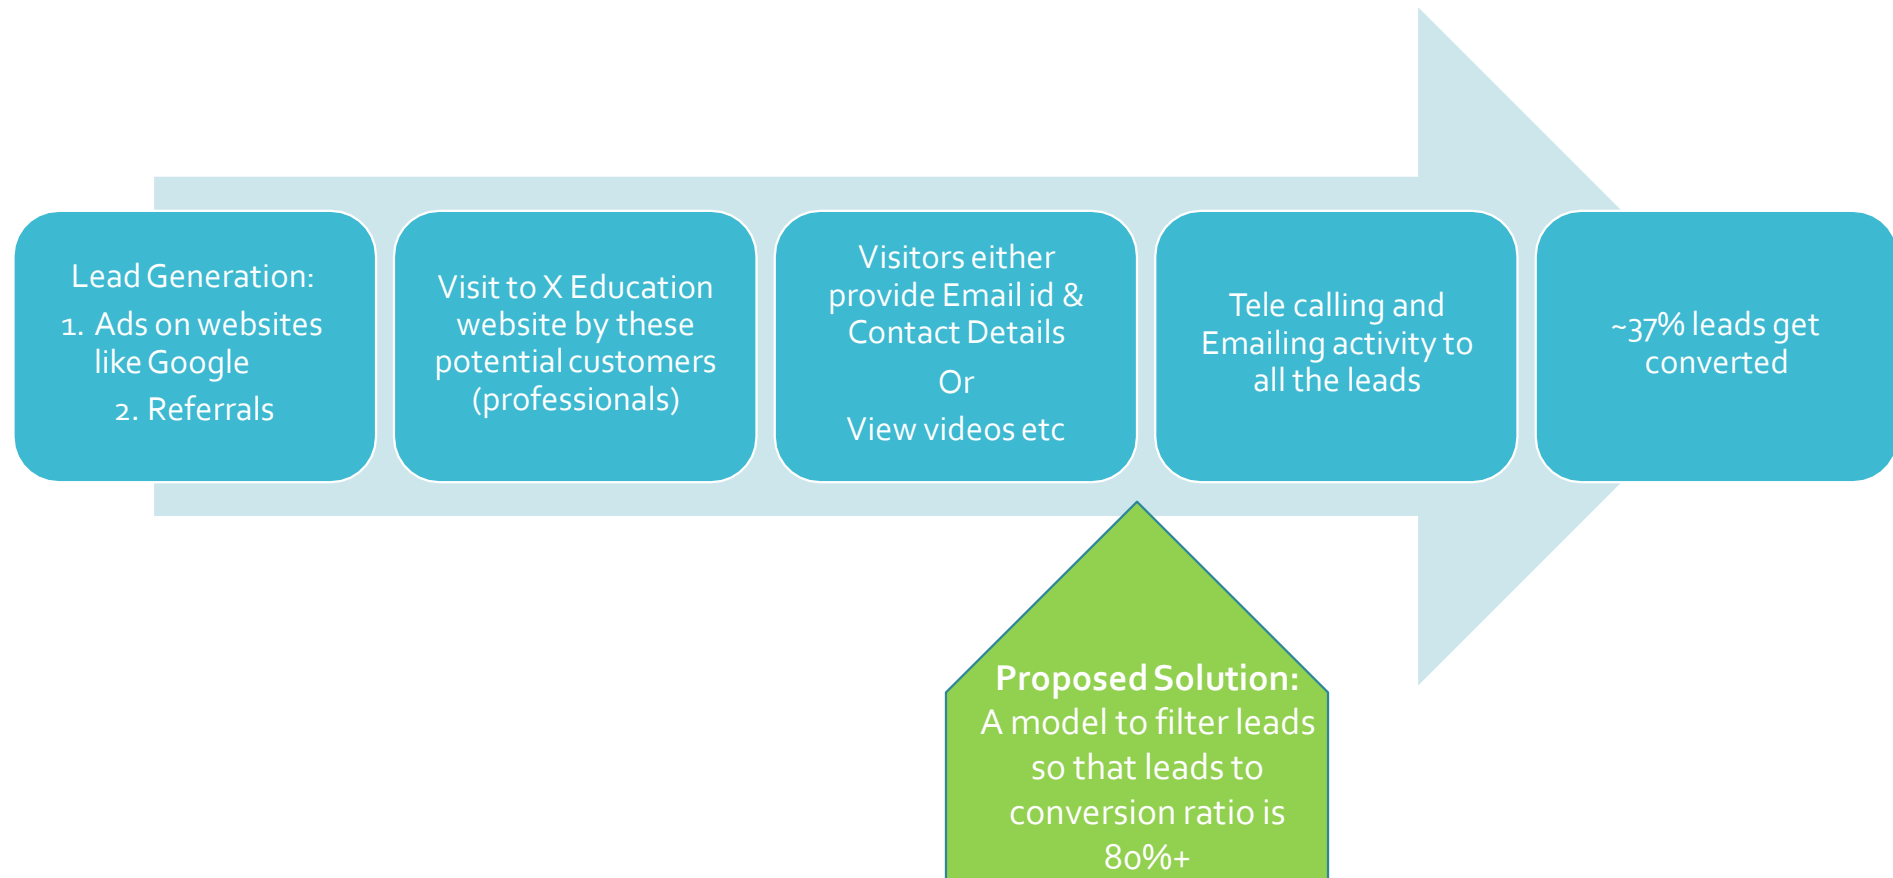 Lead Generation:
1. Ads on websites
like Google
2. Referrals
Visit to X Education
website by these
potential customers
(professionals)
Visitors either
provide Email id &
Contact Details
Or
View videos etc
Tele calling and
Emailing activity to
all the leads
~37% leads get
converted
Proposed Solution:
A model to filter leads
so that leads to
conversion ratio is
80%+